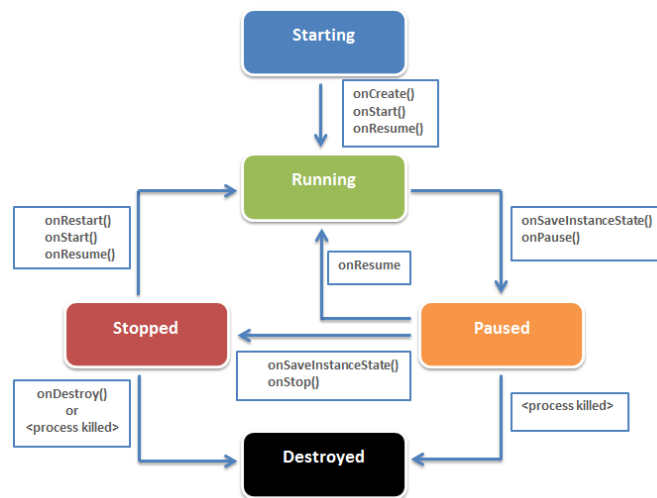 Starting
onCreate()
onStart()
onResume()
Running
onRestart()
onStart()
onResume()
onSaveInstanceState()
onPause()
onResume
Stopped
Paused
onSaveInstanceState()
onStop()
onDestroy()
or
<process killed>
<process killed>
Destroyed